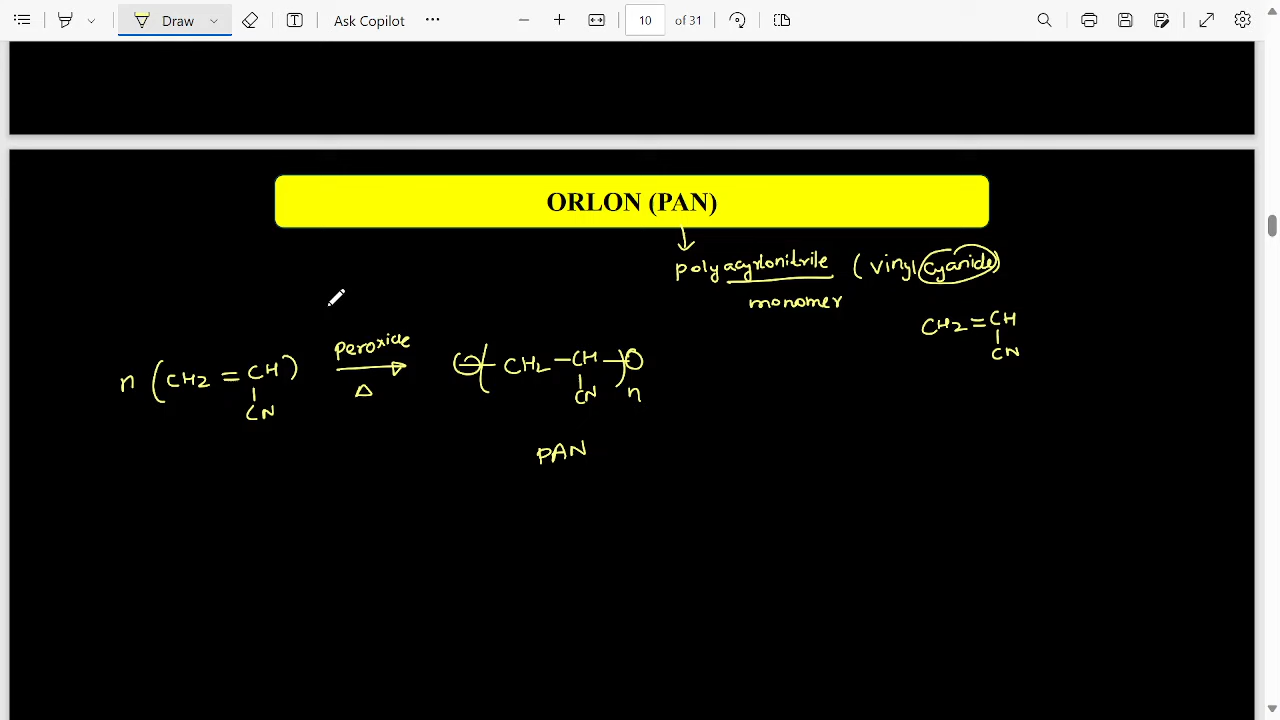 Draw
Ask Copilot
10 of 31
ORLON (PAN)
polyacyrlonitrile (vinyl cyanide)
monomer
CH2=CH
CN
n(CH2=CH) Peroxide
Δ
CN
(CH2-CH)n
CN
PAN